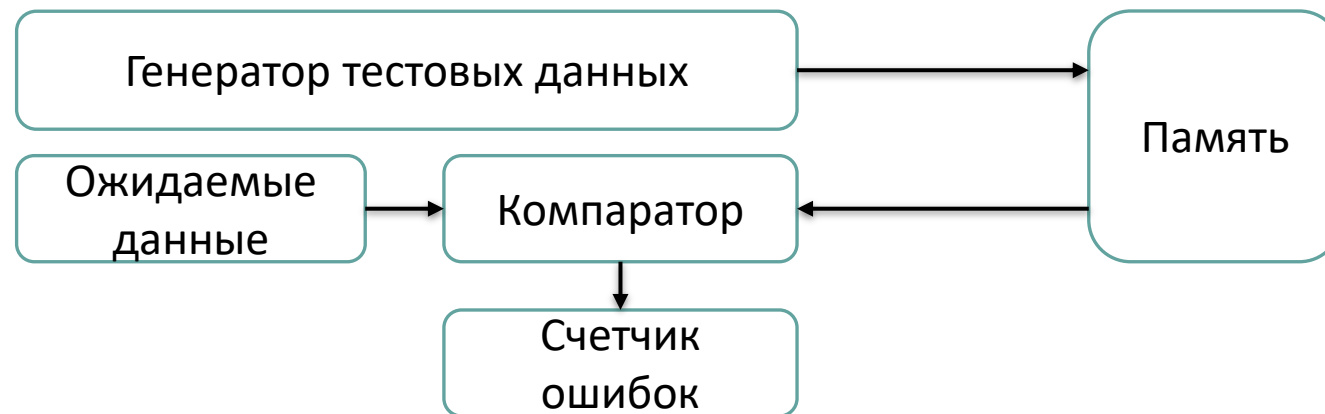 Генератор тестовых данных
Память
Ожидаемые
данные
Компаратор
Счетчик
ошибок